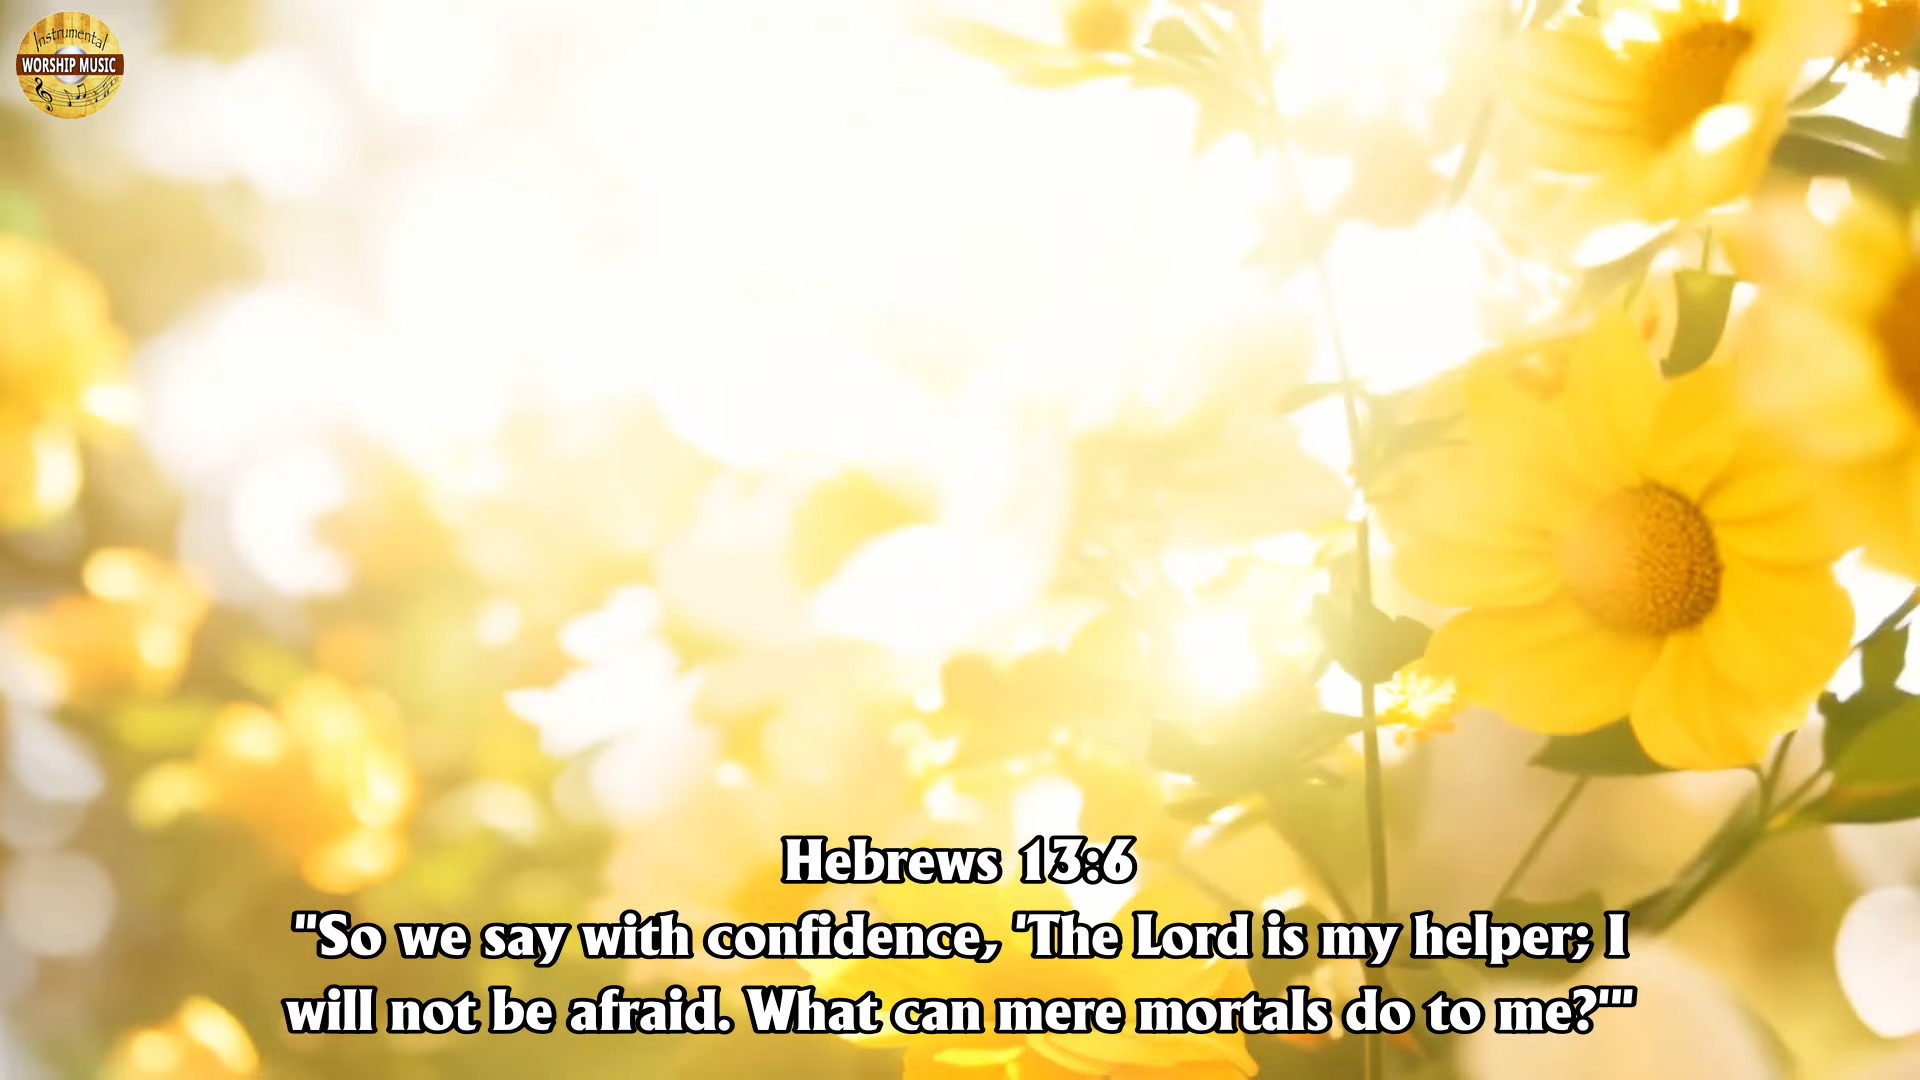 Instrumental
WORSHIP MUSIC
Hebrews 13:6
"So we say with confidence, 'The Lord is my helper; I
will not be afraid. What can mere mortals do to me?'"